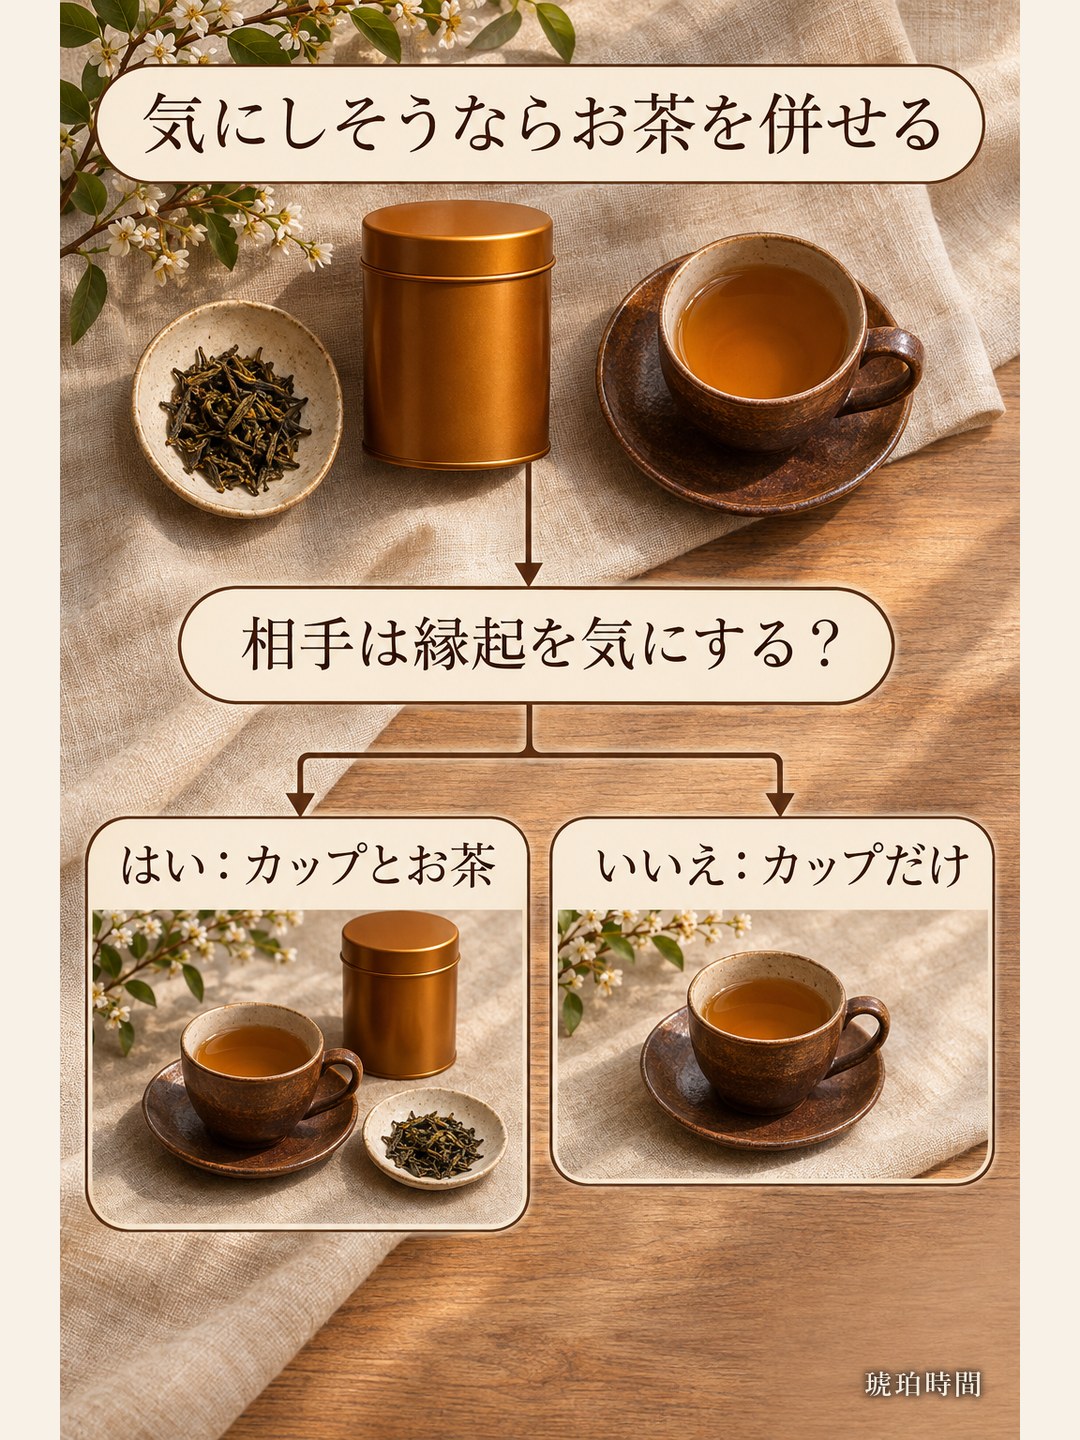 気にしそうならお茶を併せる
相手は縁起を気にする？
はい：カップとお茶
いいえ：カップだけ
琥珀時間